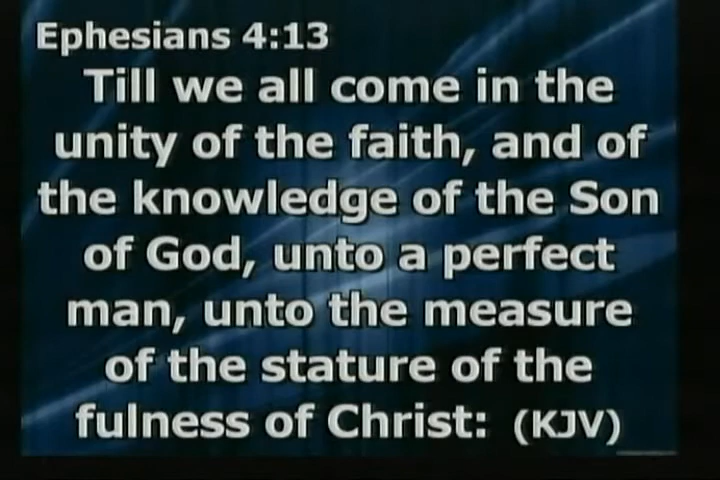 Ephesians 4:13
Till we all come in the
unity of the faith, and of
the knowledge of the Son
of God, unto a perfect
man, unto the measure
of the stature of the
fulness of Christ: (KJV)